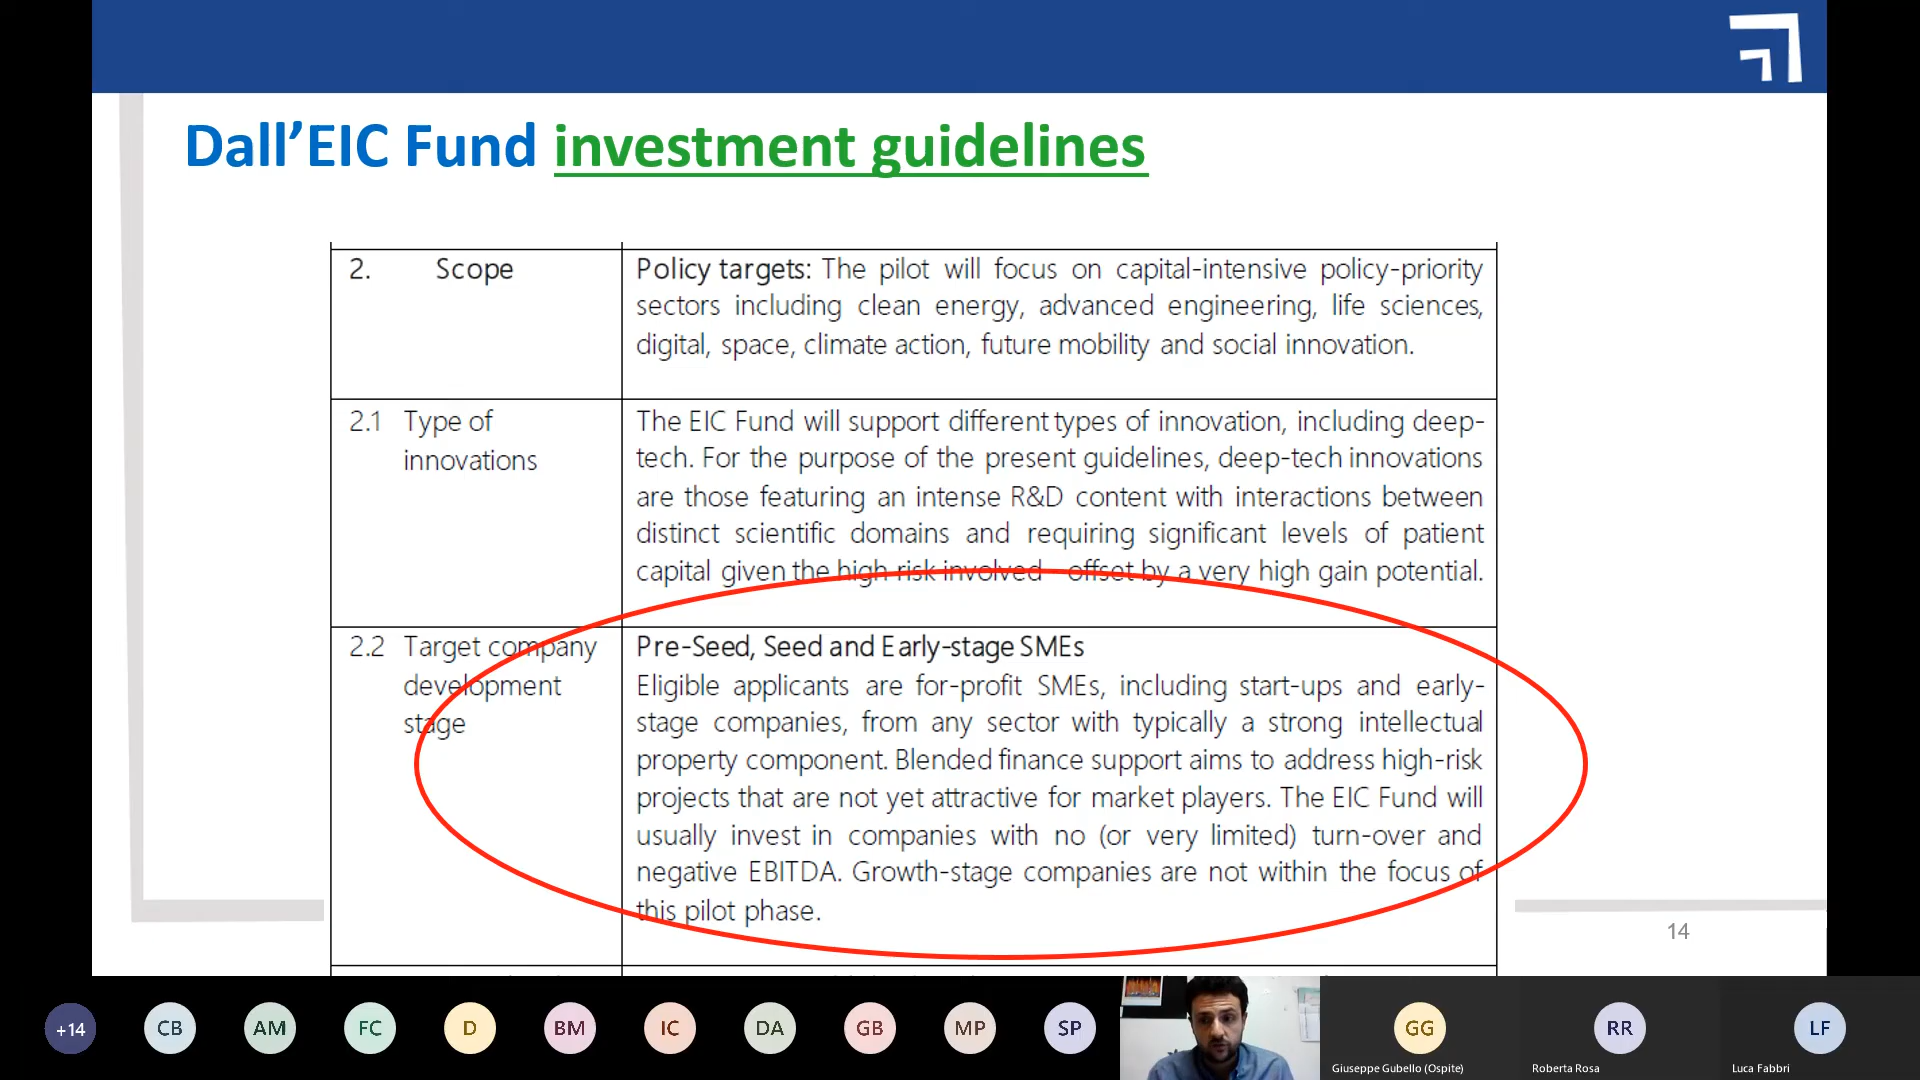 Dall’EIC Fund investment guidelines
2. Scope
Policy targets: The pilot will focus on capital-intensive policy-priority
sectors including clean energy, advanced engineering, life sciences,
digital, space, climate action, future mobility and social innovation.
2.1 Type of
innovations
The EIC Fund will support different types of innovation, including deep-
tech. For the purpose of the present guidelines, deep-tech innovations
are those featuring an intense R&D content with interactions between
distinct scientific domains and requiring significant levels of patient
capital given the high risk involved offset by a very high gain potential.
2.2 Target company
development
stage
Pre-Seed, Seed and Early-stage SMEs
Eligible applicants are for-profit SMEs, including start-ups and early-
stage companies, from any sector with typically a strong intellectual
property component. Blended finance support aims to address high-risk
projects that are not yet attractive for market players. The EIC Fund will
usually invest in companies with no (or very limited) turn-over and
negative EBITDA. Growth-stage companies are not within the focus of
this pilot phase.
14
+14
CB
AM
FC
D
BM
IC
DA
GB
MP
SP
GG
RR
LF
Giuseppe Gubello (Ospite)
Roberta Rosa
Luca Fabbri